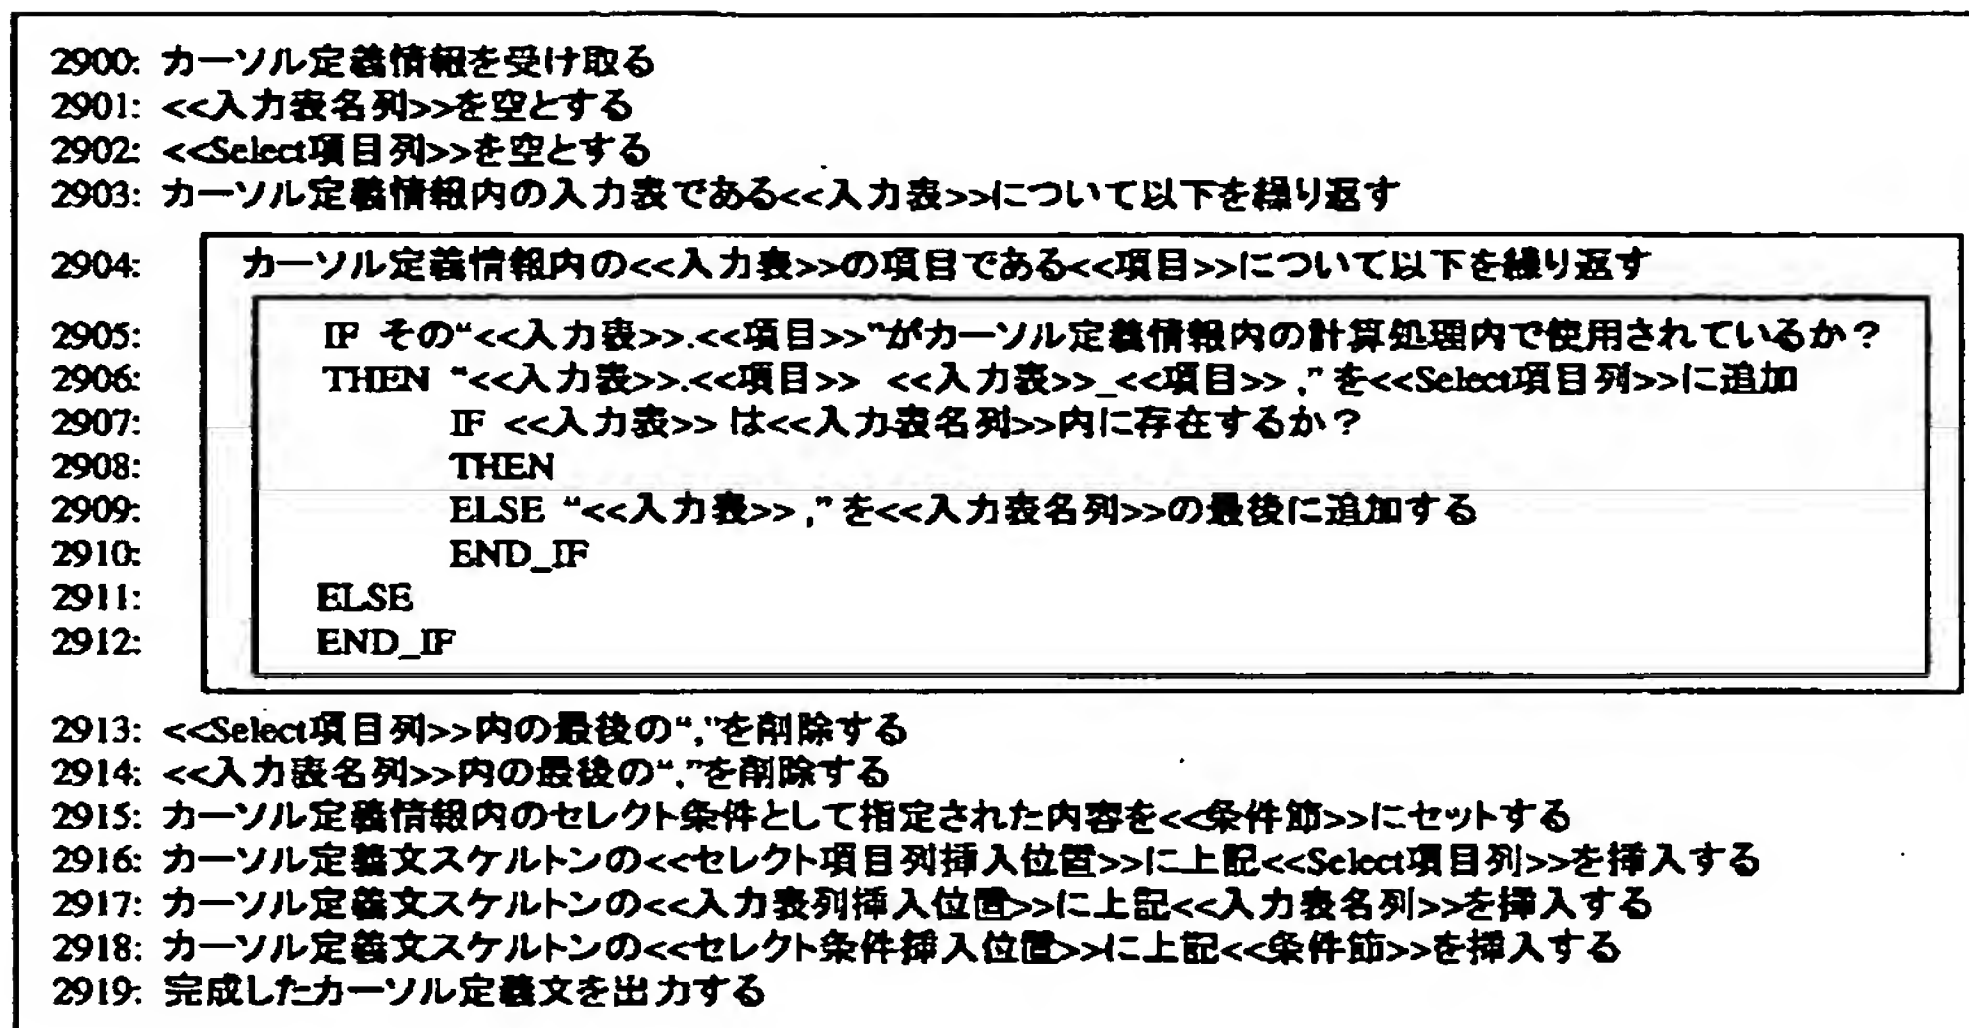 2900: カーソル定義情報を受け取る
2901: <<入力表名列>>を空とする
2902: <<Select項目列>>を空とする
2903: カーソル定義情報内の入力表である<<入力表>>について以下を繰り返す
2904: カーソル定義情報内の<<入力表>>の項目である<<項目>>について以下を繰り返す
2905: IF その“<<入力表>>.<<項目>>”がカーソル定義情報内の計算処理内で使用されているか？
2906: THEN “<<入力表>>.<<項目>> <<入力表>>_<<項目>> ,” を<<Select項目列>>に追加
2907: IF <<入力表>> は<<入力表名列>>内に存在するか？
2908: THEN
2909: ELSE “<<入力表>> ,” を<<入力表名列>>の最後に追加する
2910: END_IF
2911: ELSE
2912: END_IF
2913: <<Select項目列>>内の最後の“,”を削除する
2914: <<入力表名列>>内の最後の“,”を削除する
2915: カーソル定義情報内のセレクト条件として指定された内容を<<条件節>>にセットする
2916: カーソル定義文スケルトンの<<セレクト項目列挿入位置>>に上記<<Select項目列>>を挿入する
2917: カーソル定義文スケルトンの<<入力表列挿入位置>>に上記<<入力表名列>>を挿入する
2918: カーソル定義文スケルトンの<<セレクト条件挿入位置>>に上記<<条件節>>を挿入する
2919: 完成したカーソル定義文を出力する